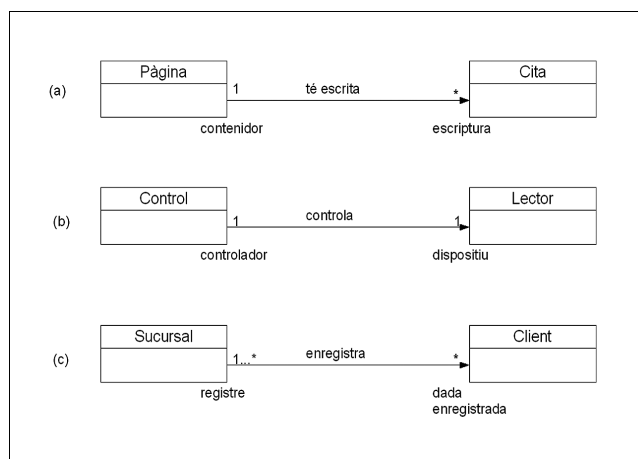 Pàgina
Cita
(a)
1
té escrita
*
contenidor
escriptura
Control
Lector
(b)
1
controla
1
controlador
dispositiu
Sucursal
Client
(c)
1...*
enregistra
*
registre
dada
enregistrada